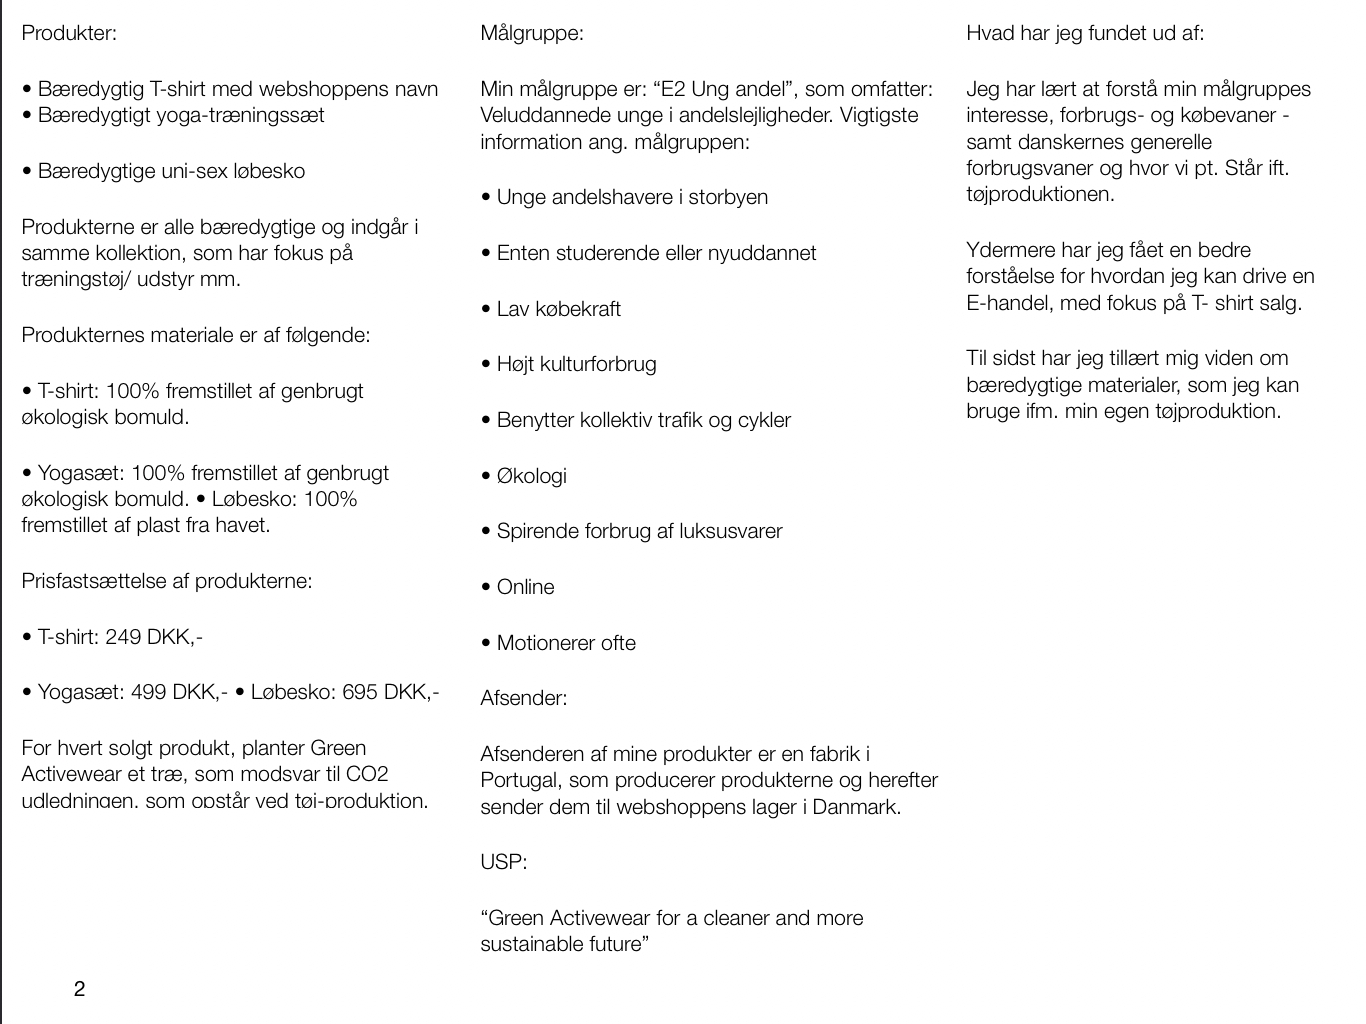 Produkter:
• Bæredygtig T-shirt med webshoppens navn
• Bæredygtigt yoga-træningssæt
• Bæredygtige uni-sex løbesko
Produkterne er alle bæredygtige og indgår i
samme kollektion, som har fokus på
træningstøj/ udstyr mm.
Produkternes materiale er af følgende:
• T-shirt: 100% fremstillet af genbrugt
økologisk bomuld.
• Yogasæt: 100% fremstillet af genbrugt
økologisk bomuld. • Løbesko: 100%
fremstillet af plast fra havet.
Prisfastsættelse af produkterne:
• T-shirt: 249 DKK,-
• Yogasæt: 499 DKK,- • Løbesko: 695 DKK,-
For hvert solgt produkt, planter Green
Activewear et træ, som modsvar til CO2
udledningen, som opstår ved tøj-produktion.
Målgruppe:
Min målgruppe er: “E2 Ung andel”, som omfatter:
Veluddannede unge i andelslejligheder. Vigtigste
information ang. målgruppen:
• Unge andelshavere i storbyen
• Enten studerende eller nyuddannet
• Lav købekraft
• Højt kulturforbrug
• Benytter kollektiv trafik og cykler
• Økologi
• Spirende forbrug af luksusvarer
• Online
• Motionerer ofte
Afsender:
Afsenderen af mine produkter er en fabrik i
Portugal, som producerer produkterne og herefter
sender dem til webshoppens lager i Danmark.
USP:
“Green Activewear for a cleaner and more
sustainable future”
Hvad har jeg fundet ud af:
Jeg har lært at forstå min målgruppes
interesse, forbrugs- og købevaner -
samt danskernes generelle
forbrugsvaner og hvor vi pt. Står ift.
tøjproduktionen.
Ydermere har jeg fået en bedre
forståelse for hvordan jeg kan drive en
E-handel, med fokus på T- shirt salg.
Til sidst har jeg tillært mig viden om
bæredygtige materialer, som jeg kan
bruge ifm. min egen tøjproduktion.
2